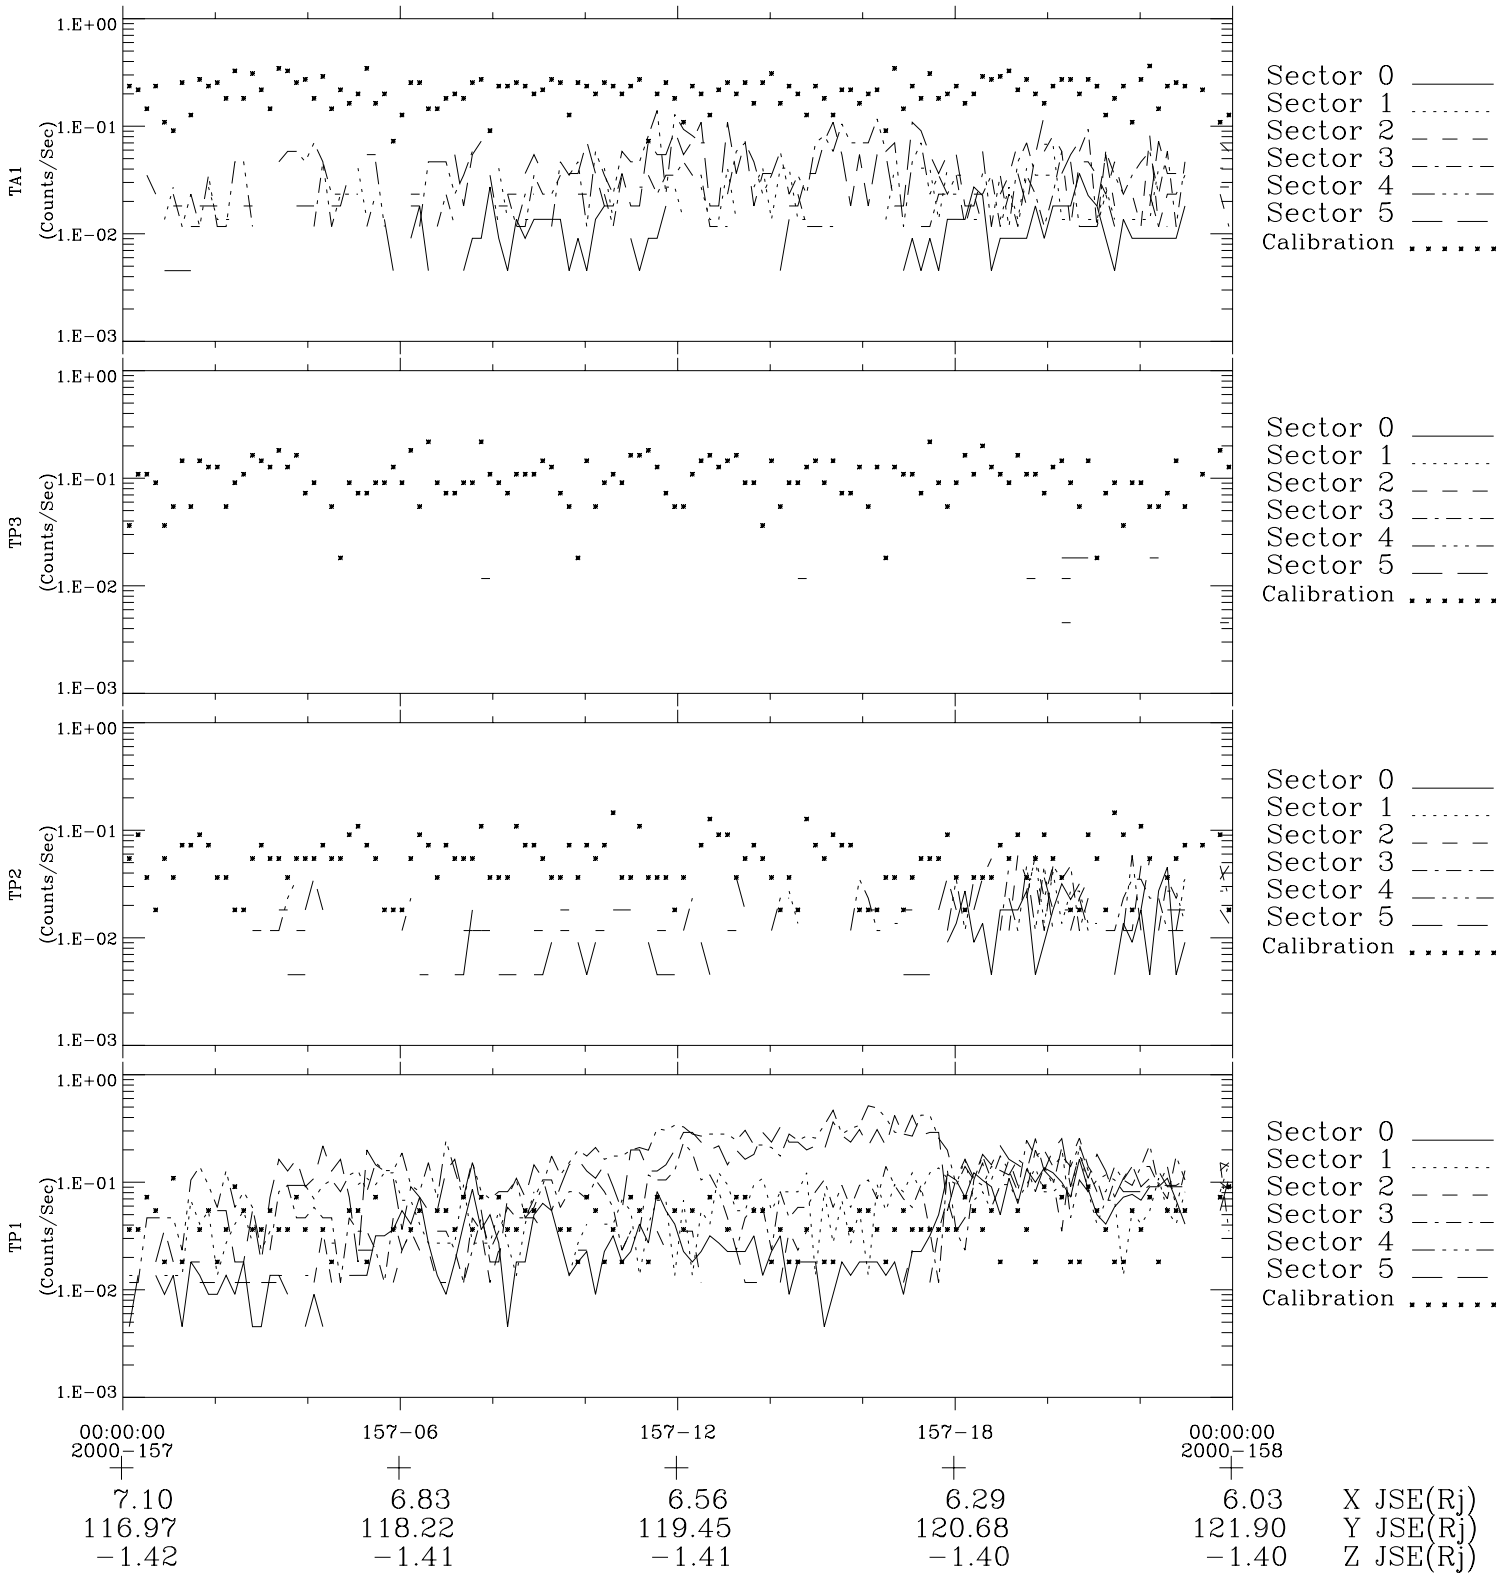 1.E+00
1.E-01
1.E-02
1.E-03
TA1
(Counts/Sec)
Sector 0
Sector 1
Sector 2
Sector 3
Sector 4
Sector 5
Calibration
1.E+00
1.E-01
1.E-02
1.E-03
TP3
(Counts/Sec)
Sector 0
Sector 1
Sector 2
Sector 3
Sector 4
Sector 5
Calibration
1.E+00
1.E-01
1.E-02
1.E-03
TP2
(Counts/Sec)
Sector 0
Sector 1
Sector 2
Sector 3
Sector 4
Sector 5
Calibration
1.E+00
1.E-01
1.E-02
1.E-03
TP1
(Counts/Sec)
Sector 0
Sector 1
Sector 2
Sector 3
Sector 4
Sector 5
Calibration
00:00:00 157-06 157-12 157-18 00:00:00
2000-157 2000-158
7.10 6.83 6.56 6.29 6.03 X JSE(Rj)
116.97 118.22 119.45 120.68 121.90 Y JSE(Rj)
-1.42 -1.41 -1.41 -1.40 -1.40 Z JSE(Rj)